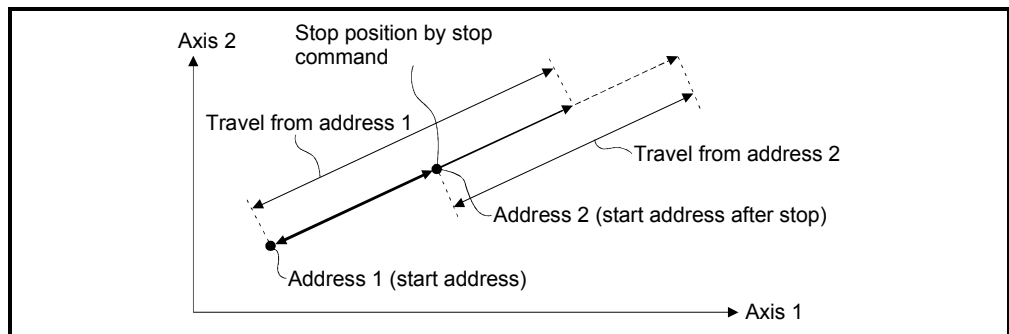 Stop position by stop
command
Axis 2
Travel from address 1
Travel from address 2
Address 2 (start address after stop)
Address 1 (start address)
Axis 1